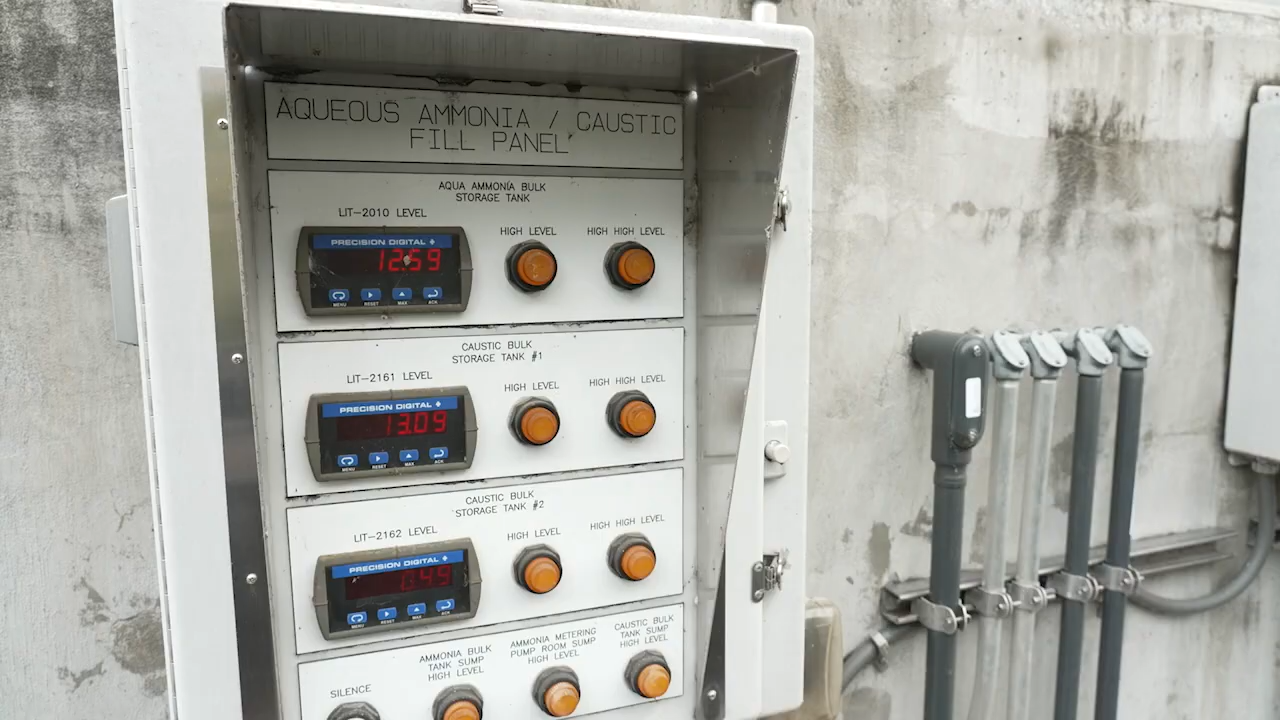 AQUEOUS AMMONIA / CAUSTIC
FILL PANEL
AQUA AMMONIA BULK
STORAGE TANK
LIT-2010 LEVEL
HIGH LEVEL
HIGH HIGH LEVEL
PRECISION DIGITAL
12.59
MENU RESET MAX ACK
CAUSTIC BULK
STORAGE TANK #1
LIT-2161 LEVEL
HIGH LEVEL
HIGH HIGH LEVEL
PRECISION DIGITAL
13.09
MENU RESET MAX ACK
CAUSTIC BULK
STORAGE TANK #2
LIT-2162 LEVEL
HIGH LEVEL
HIGH HIGH LEVEL
PRECISION DIGITAL
0.45
MENU RESET MAX ACK
SILENCE
AMMONIA BULK
TANK SUMP
HIGH LEVEL
AMMONIA METERING
PUMP ROOM SUMP
HIGH LEVEL
CAUSTIC BULK
TANK SUMP
HIGH LEVEL